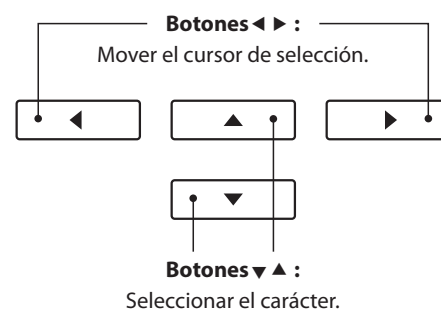 Botones◀ ▶ :
Mover el cursor de selección.
Botones▼ ▲ :
Seleccionar el carácter.